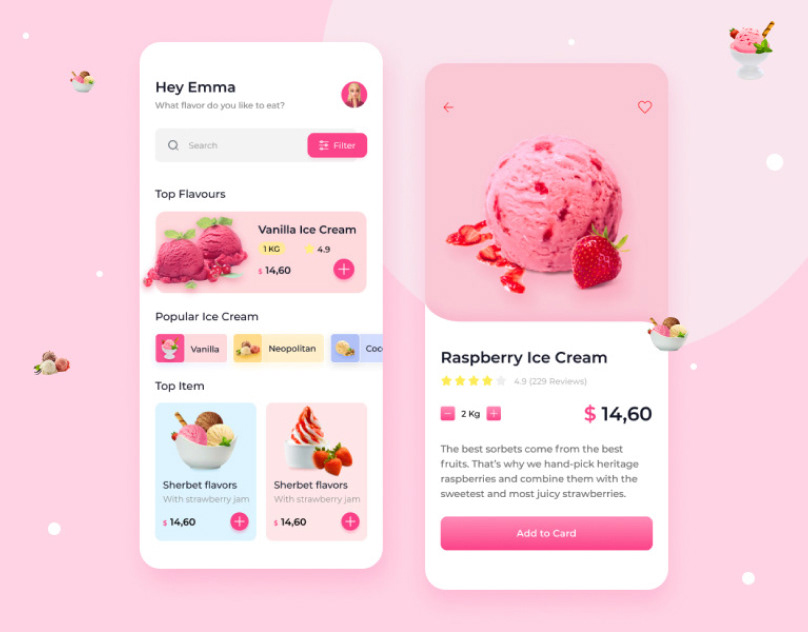 Hey Emma
What flavor do you like to eat?
Search
Filter
Top Flavours
Vanilla Ice Cream
1 KG
4.9
$ 14,60
Popular Ice Cream
Vanilla
Neopolitan
Coco
Top Item
Sherbet flavors
With strawberry jam
$ 14,60
Sherbet flavors
With strawberry jam
$ 14,60
Raspberry Ice Cream
4.9 (229 Reviews)
2 Kg
$ 14,60
The best sorbets come from the best
fruits. That's why we hand-pick heritage
raspberries and combine them with the
sweetest and most juicy strawberries.
Add to Card